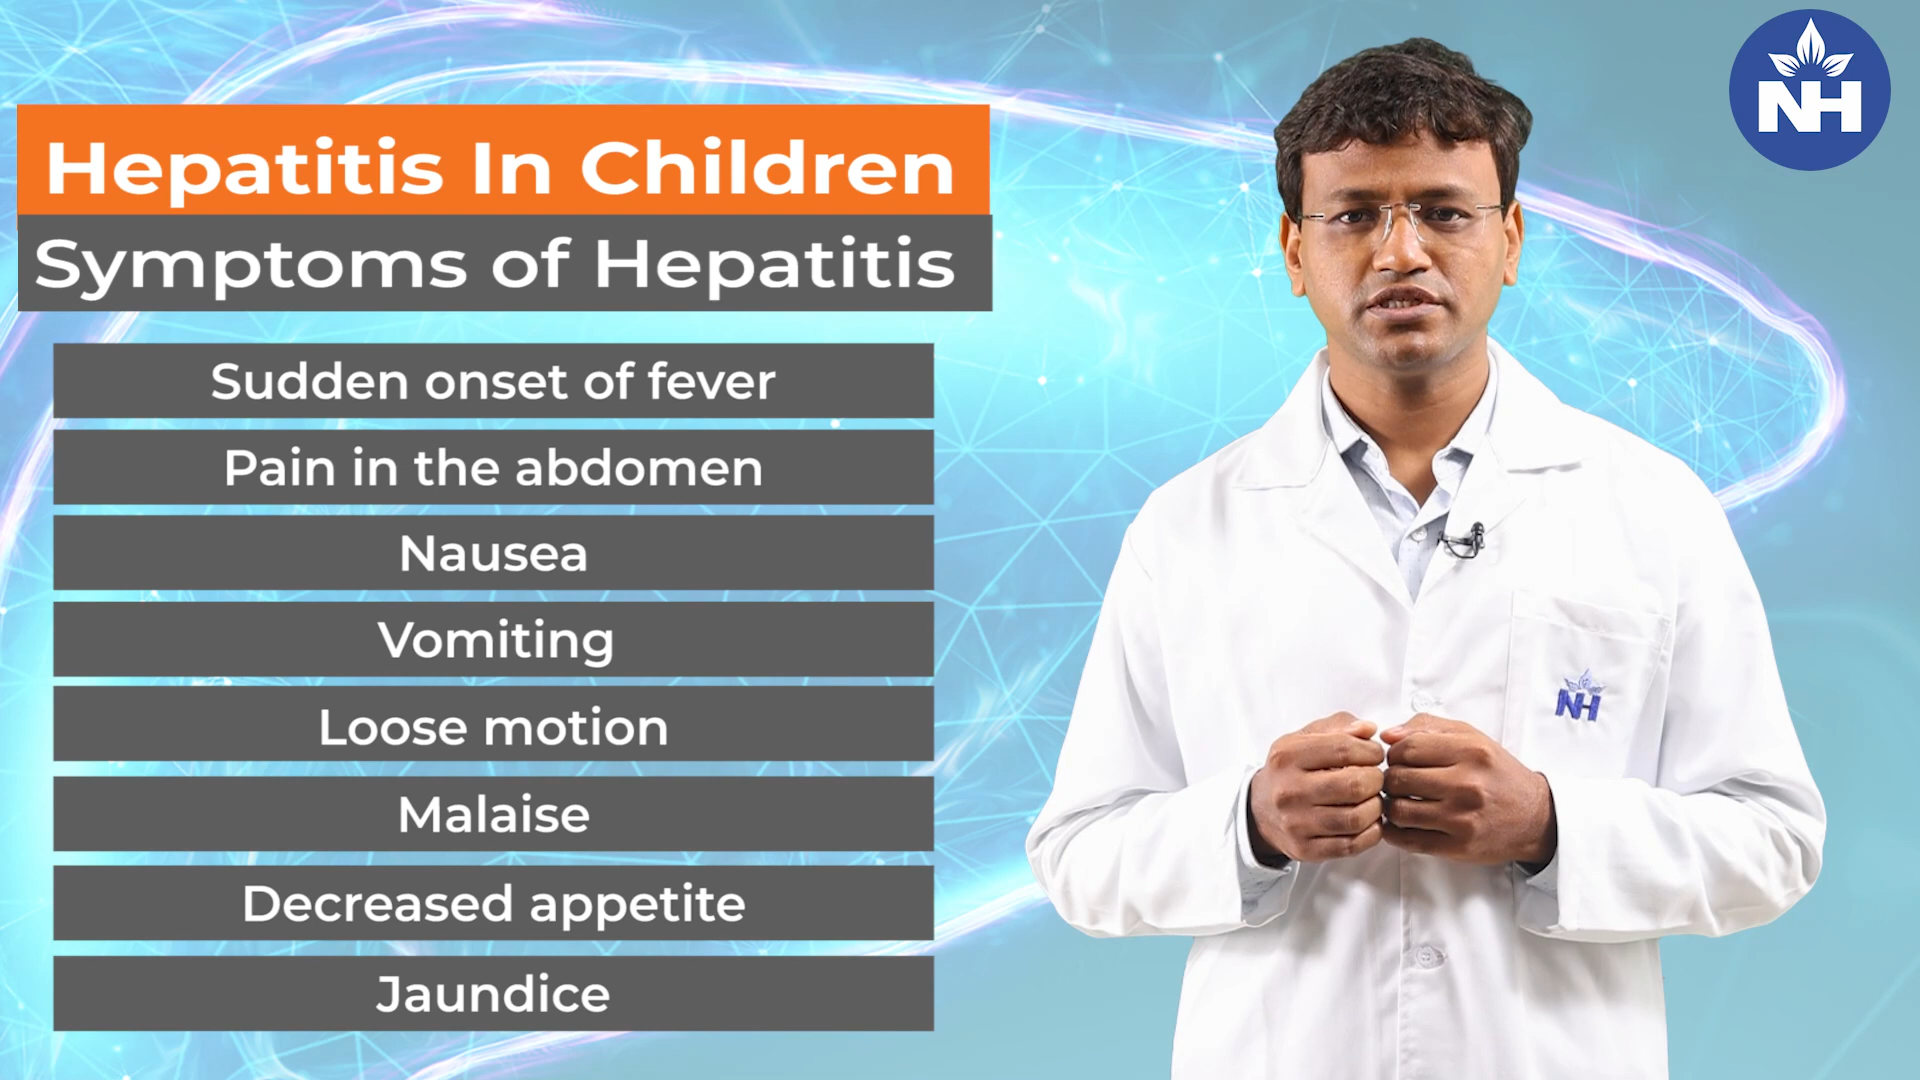 Hepatitis In Children
Symptoms of Hepatitis
Sudden onset of fever
Pain in the abdomen
Nausea
Vomiting
Loose motion
Malaise
Decreased appetite
Jaundice
NH
NH